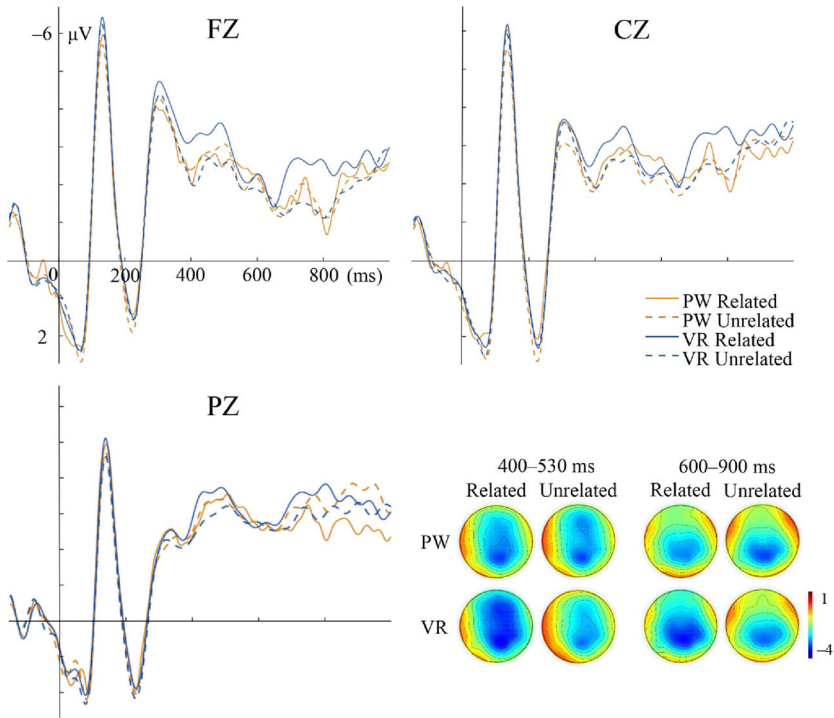 FZ
CZ
−6
μV
0
200
400
600
800
(ms)
2
PW Related
PW Unrelated
VR Related
VR Unrelated
PZ
400–530 ms
600–900 ms
Related
Unrelated
Related
Unrelated
PW
VR
1
−4